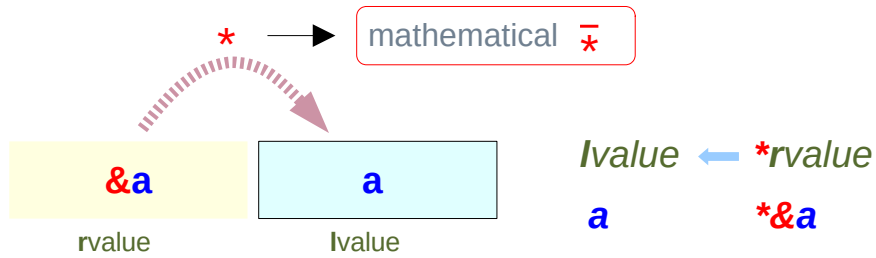 * mathematical *̅
&a a
rvalue lvalue
lvalue *rvalue
a *&a